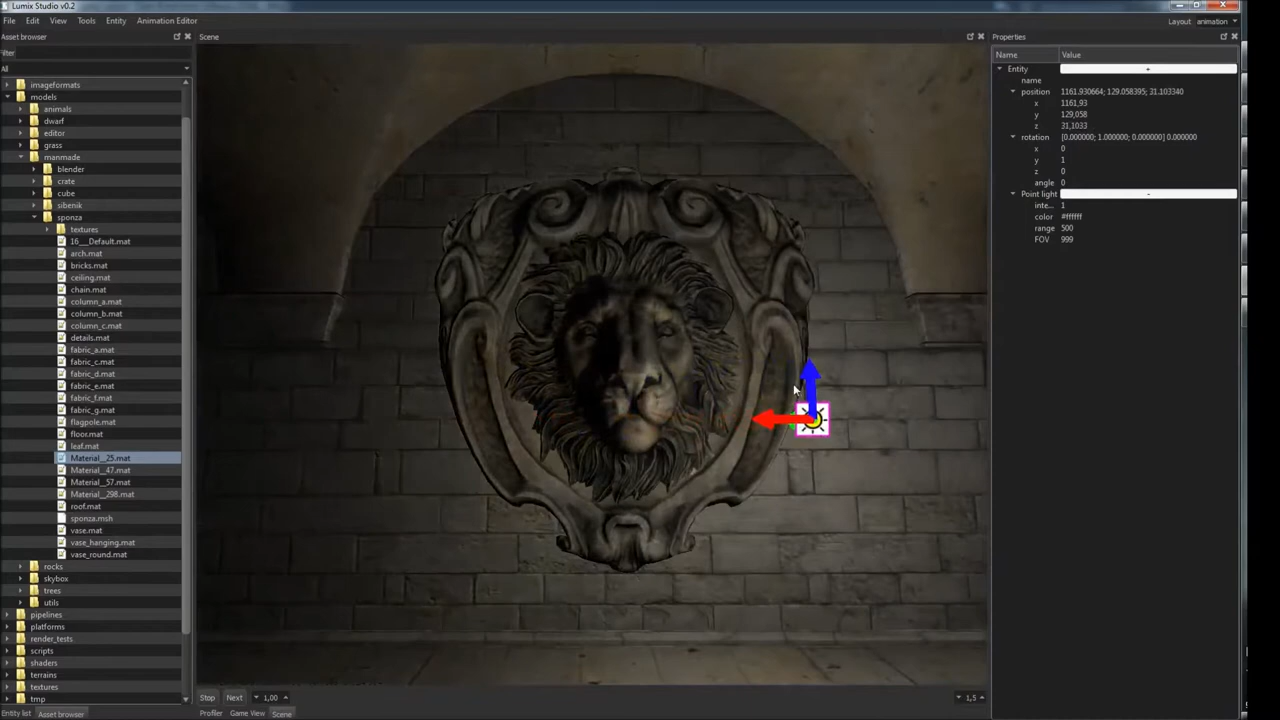 Lumix Studio v0.2
File Edit View Tools Entity Animation Editor
Layout animation
Asset browser
Filter
All
imageformats
models
animals
dwarf
editor
grass
manmade
blender
crate
cube
sibenik
sponza
textures
16___Default.mat
arch.mat
bricks.mat
ceiling.mat
chain.mat
column_a.mat
column_b.mat
column_c.mat
details.mat
fabric_a.mat
fabric_c.mat
fabric_d.mat
fabric_e.mat
fabric_f.mat
fabric_g.mat
flagpole.mat
floor.mat
leaf.mat
Material__25.mat
Material__47.mat
Material__57.mat
Material__298.mat
roof.mat
sponza.msh
vase.mat
vase_hanging.mat
vase_round.mat
rocks
skybox
trees
utils
pipelines
platforms
render_tests
scripts
shaders
terrains
textures
tmp
Entity list Asset browser
Scene
Stop Next 1,00 1,5
Profiler Game View Scene
Properties
Name Value
Entity +
name
position 1161.930664; 129.058395; 31.103340
x 1161,93
y 129,058
z 31,1033
rotation [0.000000; 1.000000; 0.000000] 0.000000
x 0
y 1
z 0
angle 0
Point light -
inte... 1
color #ffffff
range 500
FOV 999